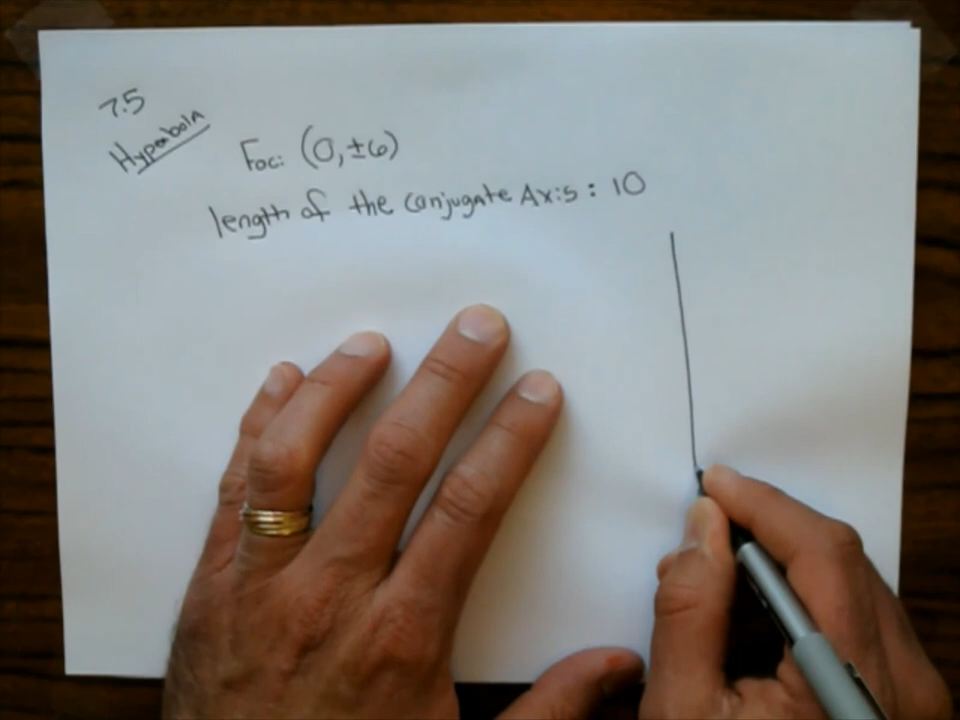 7.5
Hyperbola
Foci (0, ±6)
length of the conjugate Axis: 10